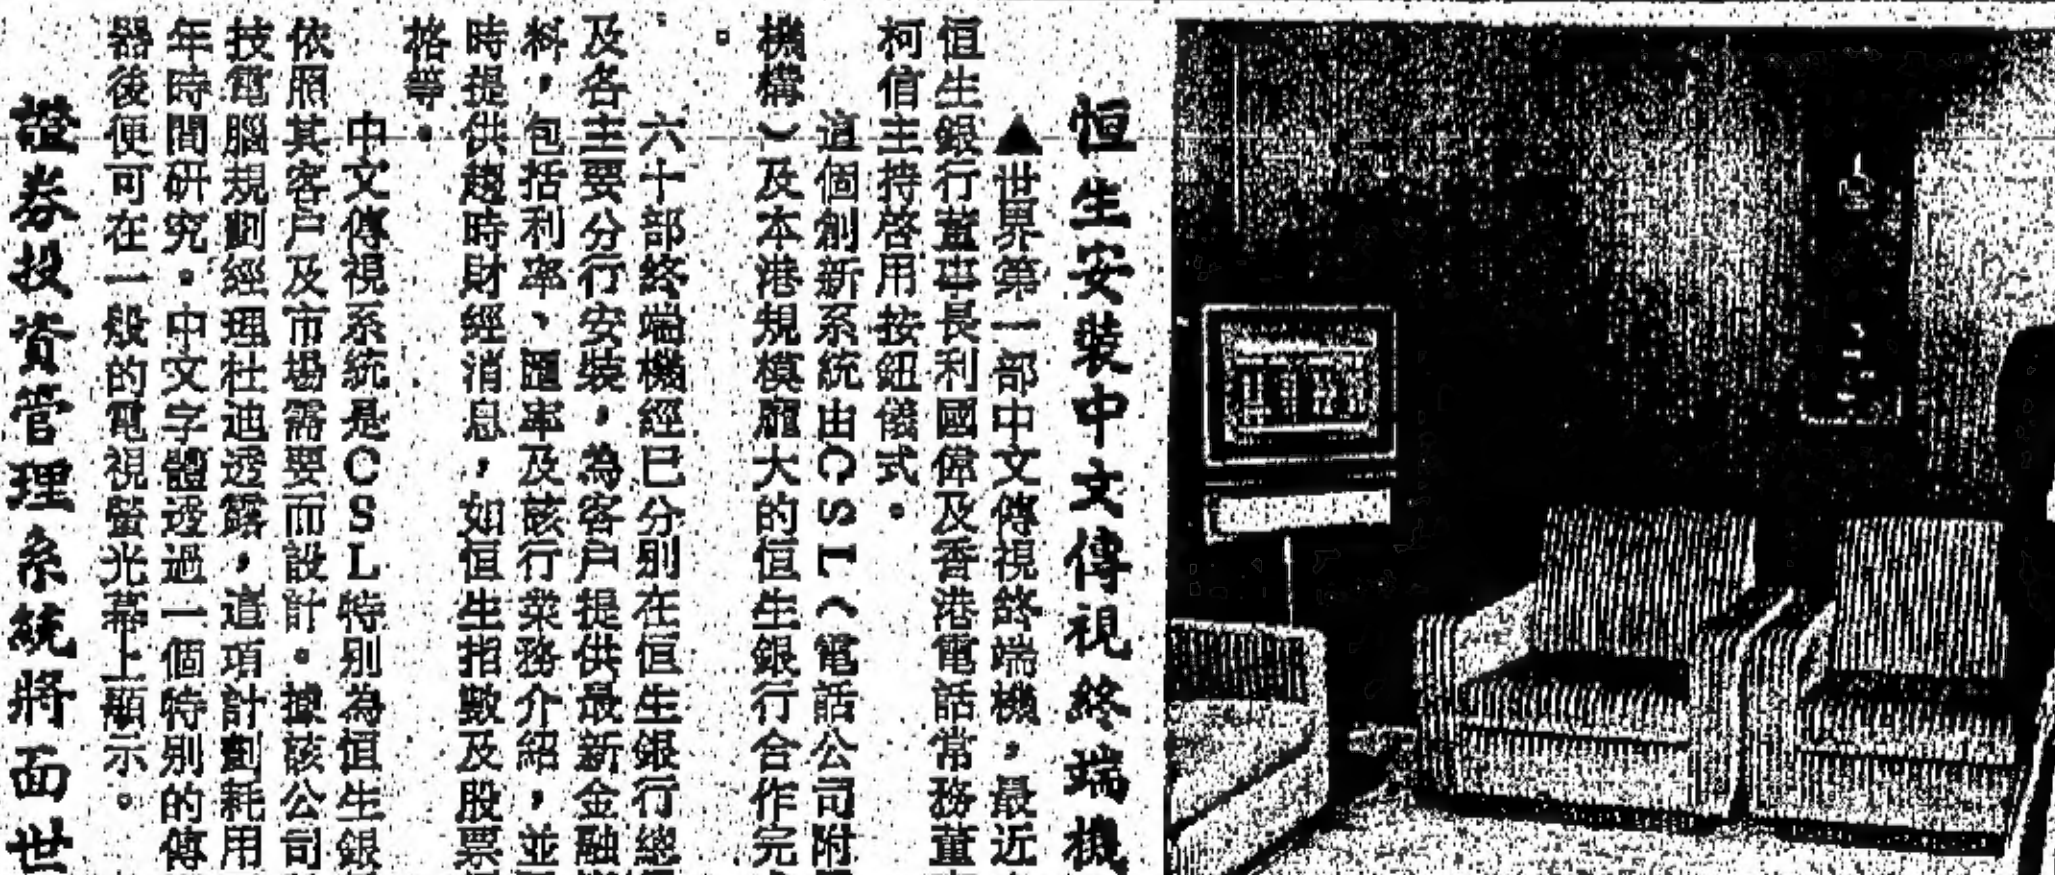 恒生安裝中文傳視終端機
▲世界第一部中文傳視終端機，最近
恒生銀行董事長利國偉及香港電話常務董
柯信主持啓用按鈕儀式。
這個創新系統由CSL（電話公司附
機構）及本港規模龐大的恒生銀行合作完
。
六十部終端機經已分別在恒生銀行總
及各主要分行安裝，為客戶提供最新金融
料，包括利率、匯率及該行業務介紹，並
時提供趨時財經消息，如恒生指數及股票
格等。
中文傳視系統是CSL特別為恒生銀
依照其客戶及市場需要而設計。據該公司
技電腦規劃經理杜迪透露，這項計劃耗用
年時間研究。中文字體透過一個特別的傳
器後便可在一般的電視螢光幕上顯示。
證券投資管理系統將面世